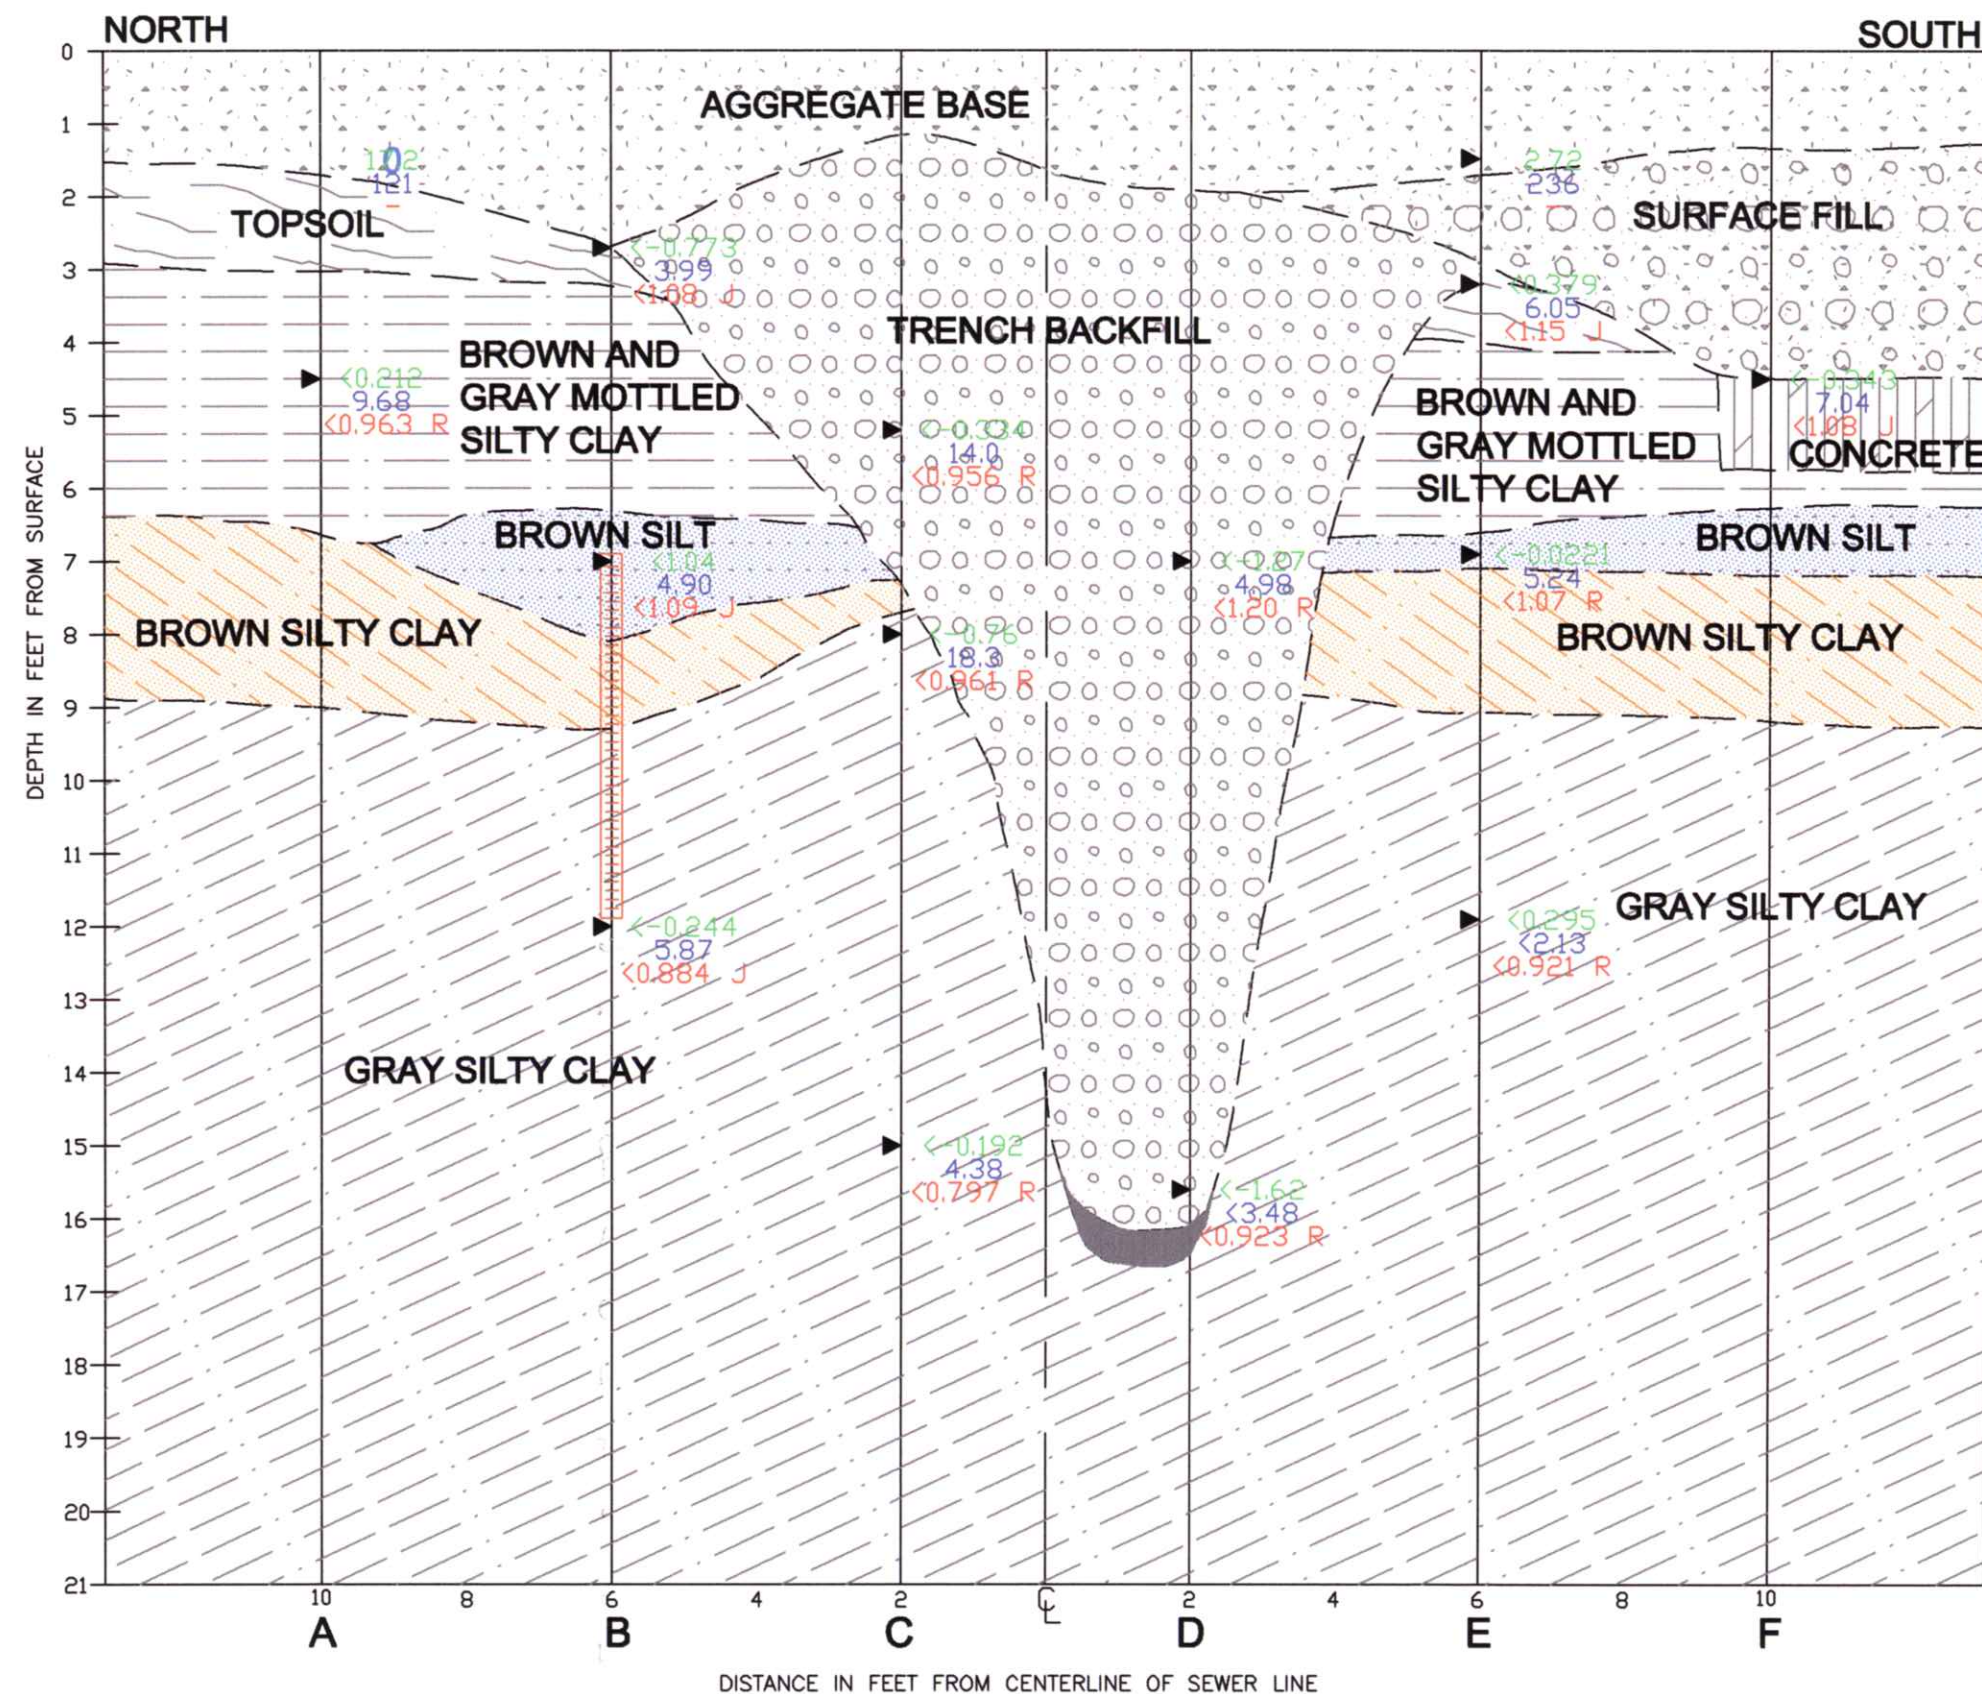 NORTH
SOUTH
0
AGGREGATE BASE
1
121
2.72
236
2
TOPSOIL
SURFACE FILL
<-0.773
3.99
<1.08 J
3
<0.379
6.05
<1.15 J
TRENCH BACKFILL
4
BROWN AND
GRAY MOTTLED
SILTY CLAY
<0.212
9.68
<0.963 R
<-0.343
7.04
<1.08 J
CONCRETE
BROWN AND
GRAY MOTTLED
SILTY CLAY
5
<-0.334
14.0
<0.956 R
6
BROWN SILT
BROWN SILT
7
<1.04
4.90
<1.09 J
<-1.27
4.98
<1.20 R
<-0.0221
5.24
<1.07 R
8
BROWN SILTY CLAY
BROWN SILTY CLAY
<-0.76
18.3
<0.961 R
9
10
11
12
GRAY SILTY CLAY
<-0.244
5.87
<0.884 J
<0.295
<2.13
<0.921 R
13
14
GRAY SILTY CLAY
15
<-0.192
4.38
<0.797 R
<-1.62
<3.48
<0.923 R
16
17
18
19
20
21
DEPTH IN FEET FROM SURFACE
10 8 6 4 2 CL 2 4 6 8 10
A B C D E F
DISTANCE IN FEET FROM CENTERLINE OF SEWER LINE